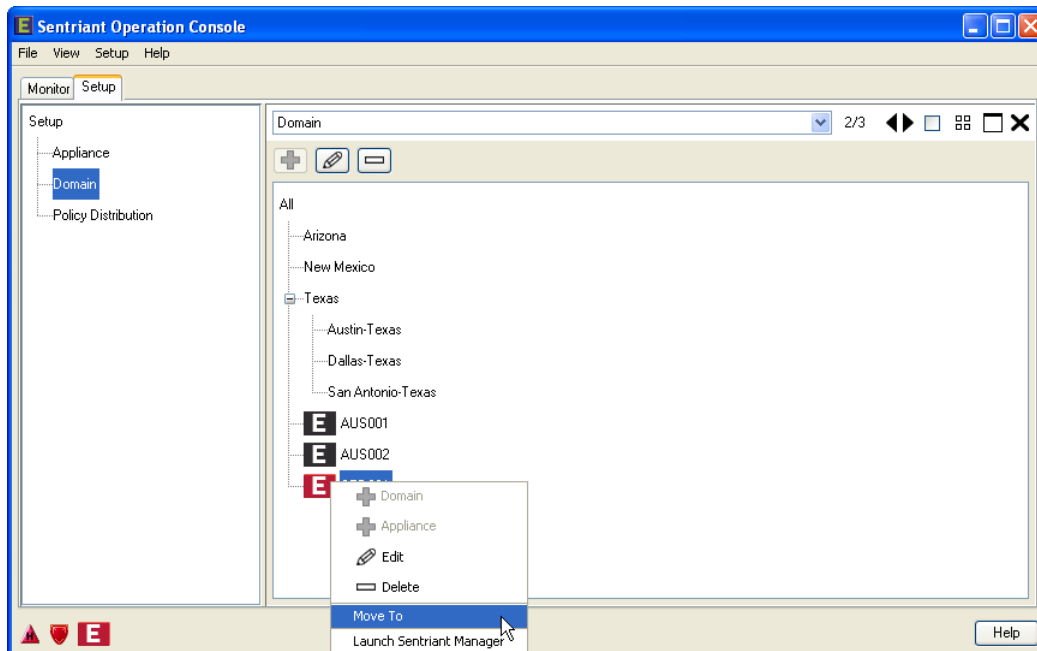 E Sentriant Operation Console
File View Setup Help
Monitor Setup
Setup
Appliance
Domain
Policy Distribution
Domain 2/3
All
Arizona
New Mexico
Texas
Austin-Texas
Dallas-Texas
San Antonio-Texas
E AUS001
E AUS002
E
Domain
Appliance
Edit
Delete
Move To
Launch Sentriant Manager
H E Help